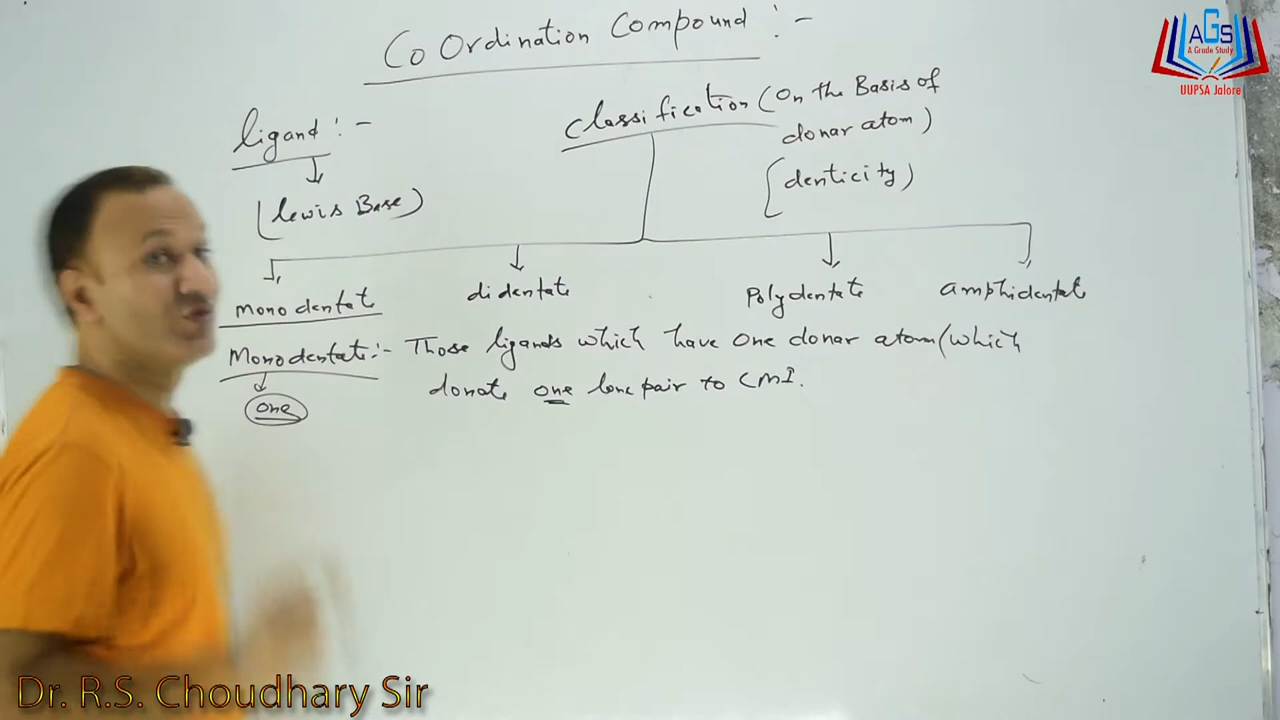 Co Ordination Compound :-
AGS
A Grade Study
UUPSA Jalore
ligand :-
(lewis Base)
Classification (On the Basis of
donar atom)
(denticity)
monodentate
didentate
Polydentate
amphidentate
Monodentate :- Those ligands which have one donar atom (which
donate one lone pair to CMI.
one
Dr. R.S. Choudhary Sir